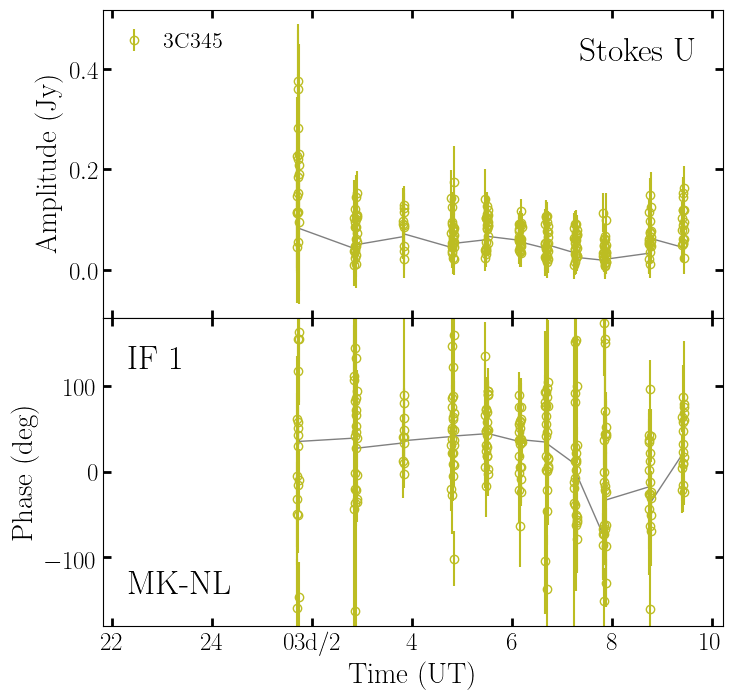 3C345
Stokes U
Amplitude (Jy)
0.4
0.2
0.0
IF 1
Phase (deg)
100
0
−100
MK-NL
22 24 03d/2 4 6 8 10
Time (UT)